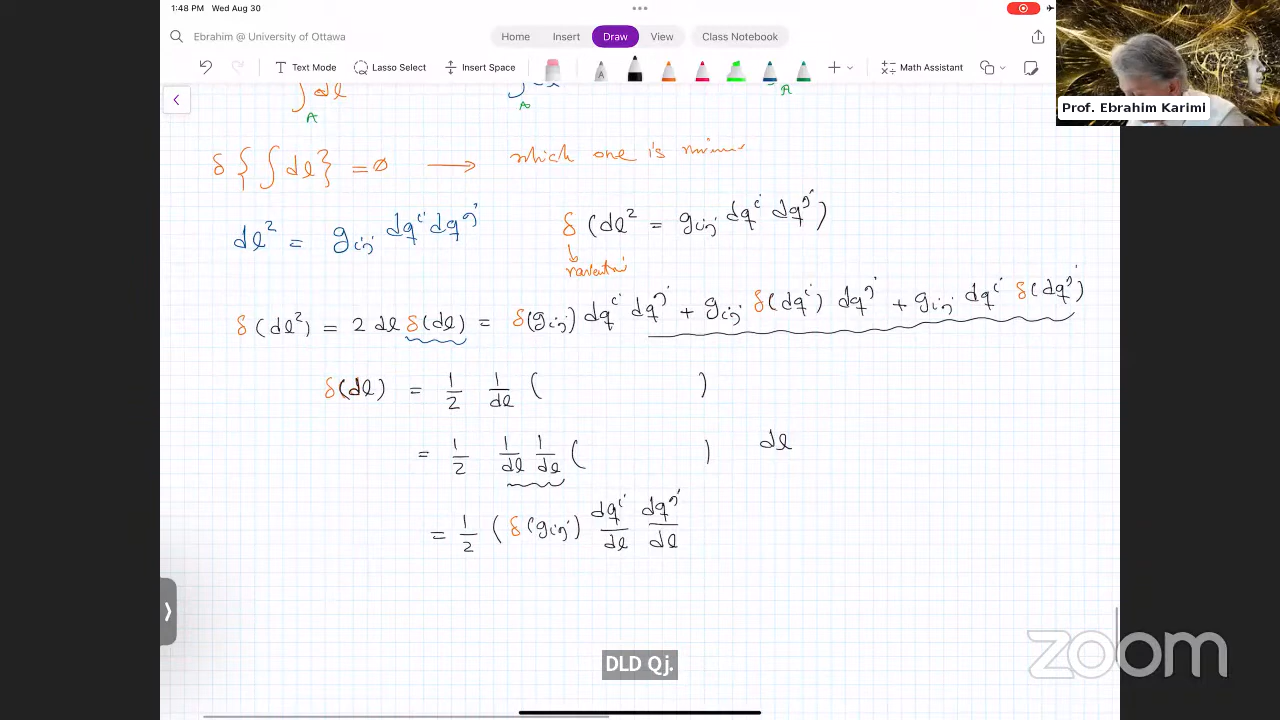 1:48 PM Wed Aug 30
Ebrahim @ University of Ottawa
Home Insert Draw View Class Notebook
Text Mode Lasso Select Insert Space Math Assistant
Prof. Ebrahim Karimi
∫ dl
A A A
δ{∫ dl} = ∅ → which one is
dl² = g_ij dq^i dq^j δ(dl² = g_ij dq^i dq^j)
δ(dl²) = 2 dl δ(dl) = δ(g_ij) dq^i dq^j + g_ij δ(dq^i) dq^j + g_ij dq^i δ(dq^j)
δ(dl) = 1/2 1/dl ( )
= 1/2 1/dl 1/dl ( ) dl
= 1/2 (δ(g_ij) dq^i/dl dq^j/dl
DLD Qj.
zoom